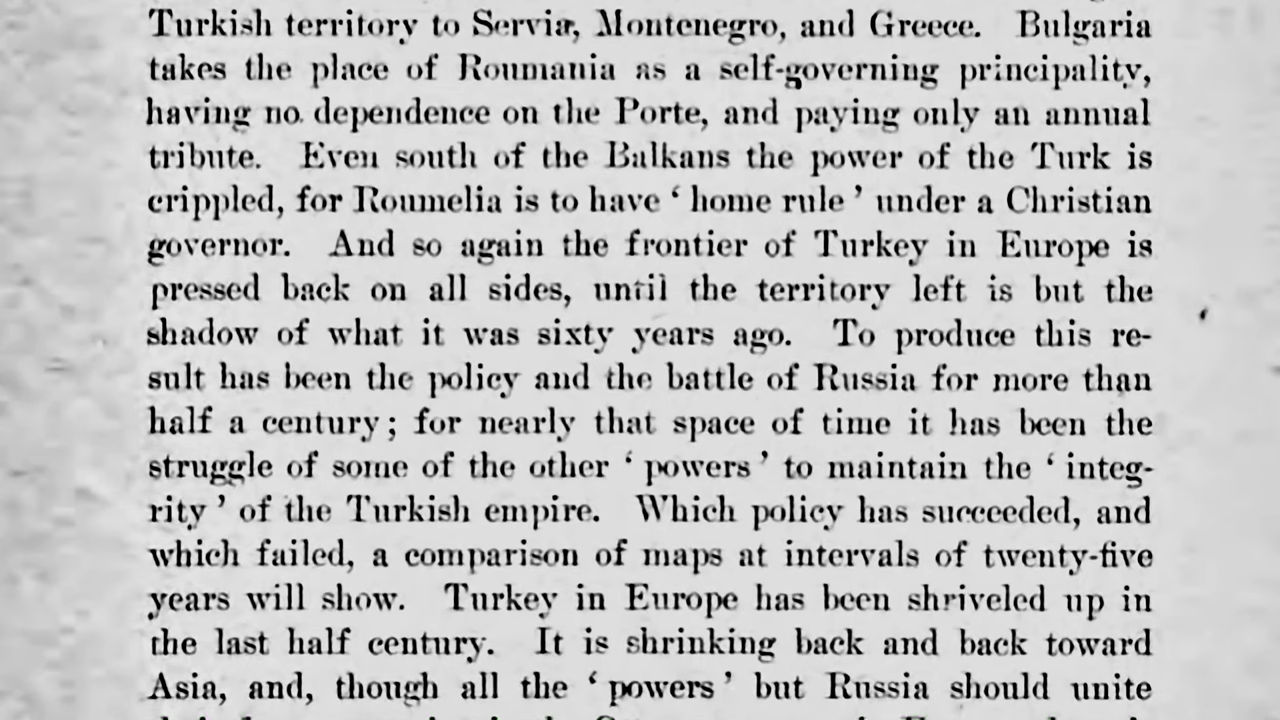 Turkish territory to Servia, Montenegro, and Greece. Bulgaria
takes the place of Roumania as a self-governing principality,
having no dependence on the Porte, and paying only an annual
tribute. Even south of the Balkans the power of the Turk is
crippled, for Roumelia is to have ‘ home rule ’ under a Christian
governor. And so again the frontier of Turkey in Europe is
pressed back on all sides, until the territory left is but the
shadow of what it was sixty years ago. To produce this re-
sult has been the policy and the battle of Russia for more than
half a century; for nearly that space of time it has been the
struggle of some of the other ‘ powers ’ to maintain the ‘ integ-
rity ’ of the Turkish empire. Which policy has succeeded, and
which failed, a comparison of maps at intervals of twenty-five
years will show. Turkey in Europe has been shriveled up in
the last half century. It is shrinking back and back toward
Asia, and, though all the ‘ powers ’ but Russia should unite